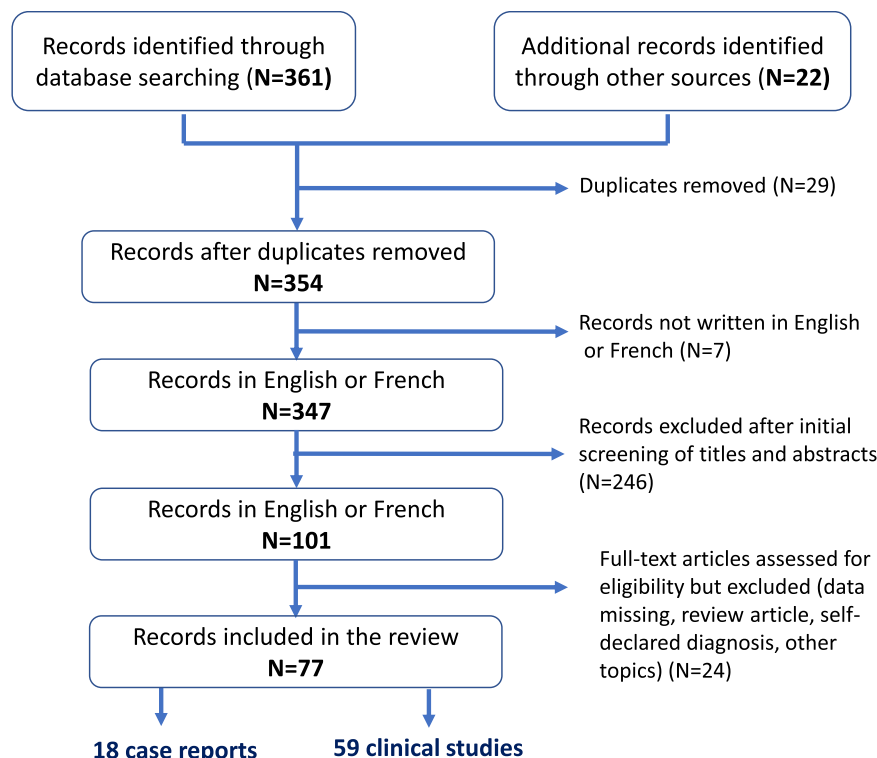 Records identified through
database searching (N=361)
Additional records identified
through other sources (N=22)
Duplicates removed (N=29)
Records after duplicates removed
N=354
Records not written in English
or French (N=7)
Records in English or French
N=347
Records excluded after initial
screening of titles and abstracts
(N=246)
Records in English or French
N=101
Full-text articles assessed for
eligibility but excluded (data
missing, review article, self-
declared diagnosis, other
topics) (N=24)
Records included in the review
N=77
18 case reports
59 clinical studies